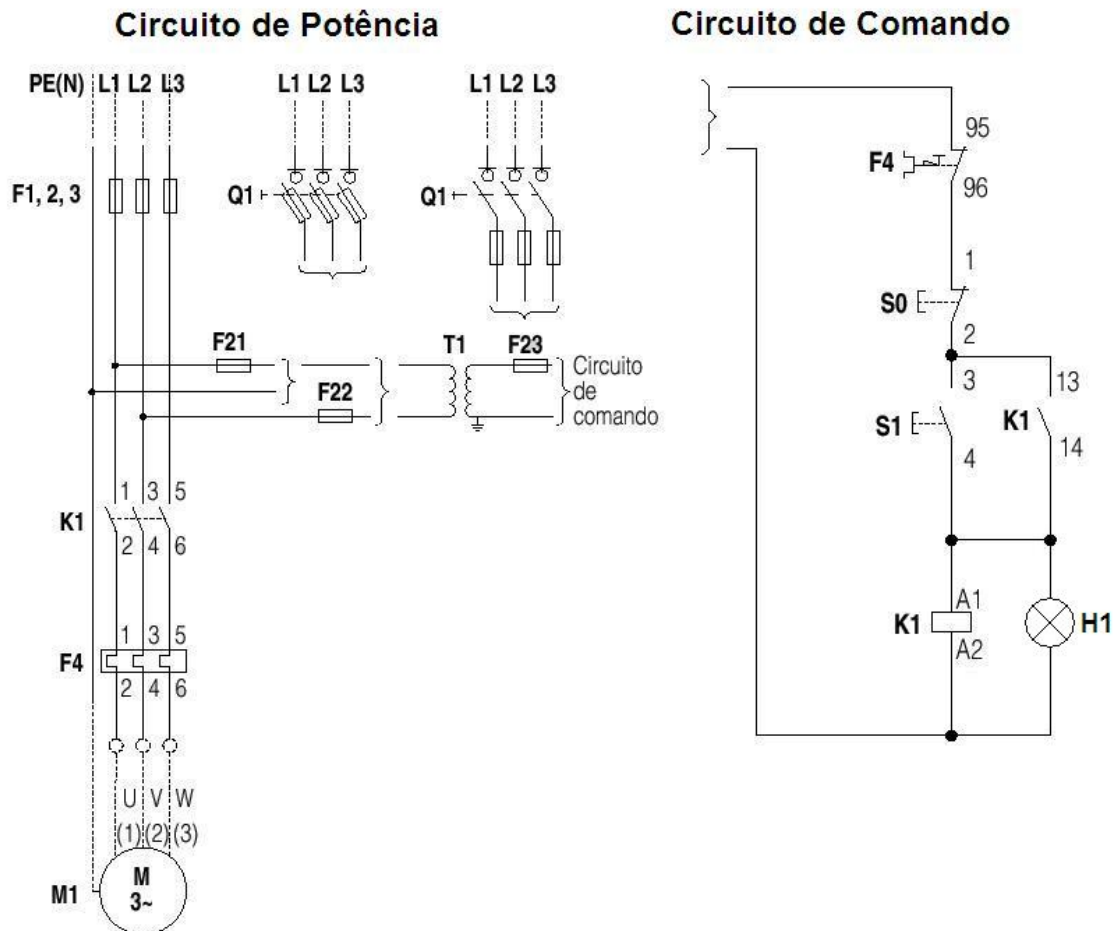 Circuito de Potência
Circuito de Comando
PE(N) L1 L2 L3
L1 L2 L3
L1 L2 L3
F1, 2, 3
Q1
Q1
F21
F22
T1
F23
Circuito
de
comando
1 3 5
K1
2 4 6
1 3 5
F4
2 4 6
U V W
(1) (2) (3)
M
3~
M1
95
F4
96
1
S0
2
3
13
S1
K1
4
14
A1
K1
A2
H1